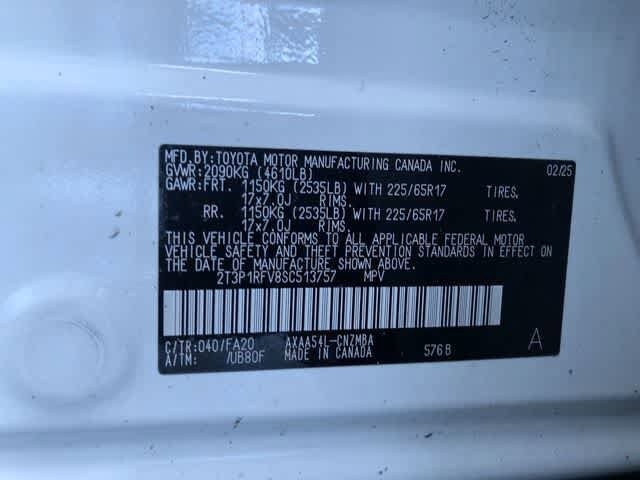 MFD.BY:TOYOTA MOTOR MANUFACTURING CANADA INC. 02/25
GVWR:2090KG (4610LB)
GAWR:FRT. 1150KG (2535LB) WITH 225/65R17 TIRES.
17x7.0J RIMS.
RR. 1150KG (2535LB) WITH 225/65R17 TIRES.
17x7.0J RIMS.
THIS VEHICLE CONFORMS TO ALL APPLICABLE FEDERAL MOTOR
VEHICLE SAFETY AND THEFT PREVENTION STANDARDS IN EFFECT ON THE
DATE OF MANUFACTURE SHOWN ABOVE.
2T3P1RFV8SC513757 MPV
C/TR:040/FA20 AXAA54L-CNZMBA A
A/TM: /UB80F MADE IN CANADA S76B